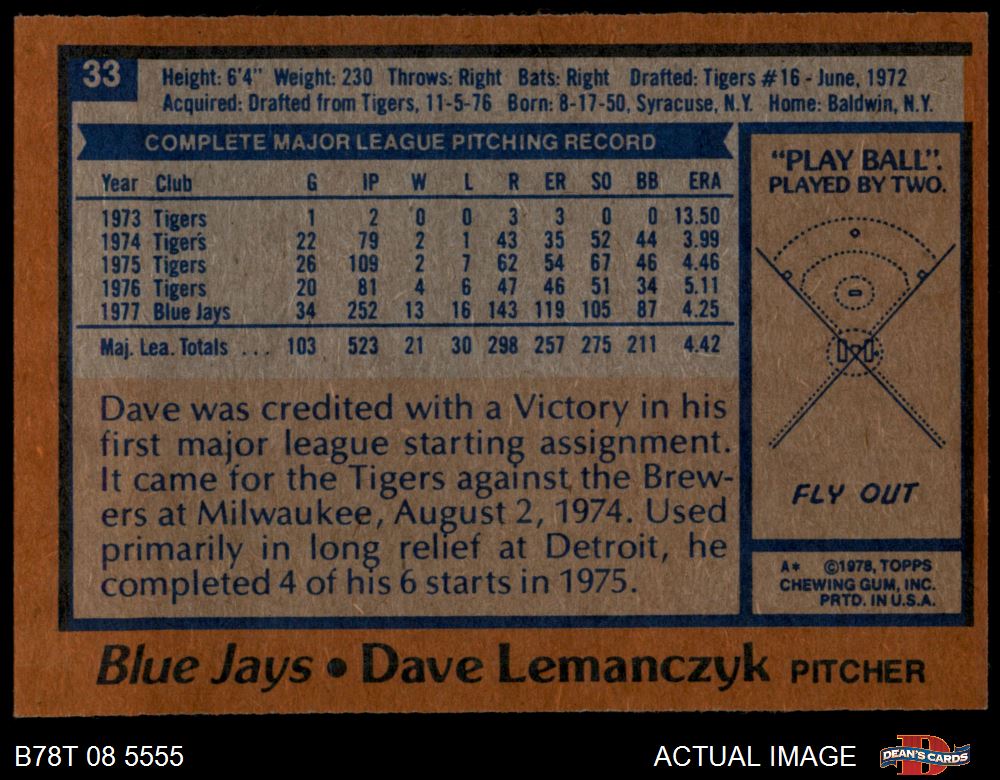 33
Height: 6'4" Weight: 230 Throws: Right Bats: Right Drafted: Tigers #16 - June, 1972
Acquired: Drafted from Tigers, 11-5-76 Born: 8-17-50, Syracuse, N.Y. Home: Baldwin, N.Y.
COMPLETE MAJOR LEAGUE PITCHING RECORD
Year Club G IP W L R ER SO BB ERA
1973 Tigers 1 2 0 0 3 3 0 0 13.50
1974 Tigers 22 79 2 1 43 35 52 44 3.99
1975 Tigers 26 109 2 7 62 54 67 46 4.46
1976 Tigers 20 81 4 6 47 46 51 34 5.11
1977 Blue Jays 34 252 13 16 143 119 105 87 4.25
Maj. Lea. Totals ... 103 523 21 30 298 257 275 211 4.42
Dave was credited with a Victory in his
first major league starting assignment.
It came for the Tigers against the Brew-
ers at Milwaukee, August 2, 1974. Used
primarily in long relief at Detroit, he
completed 4 of his 6 starts in 1975.
"PLAY BALL".
PLAYED BY TWO.
FLY OUT
A* ©1978, TOPPS
CHEWING GUM, INC.
PRTD. IN U.S.A.
Blue Jays • Dave Lemanczyk PITCHER
B78T 08 5555
ACTUAL IMAGE
DEAN'S CARDS